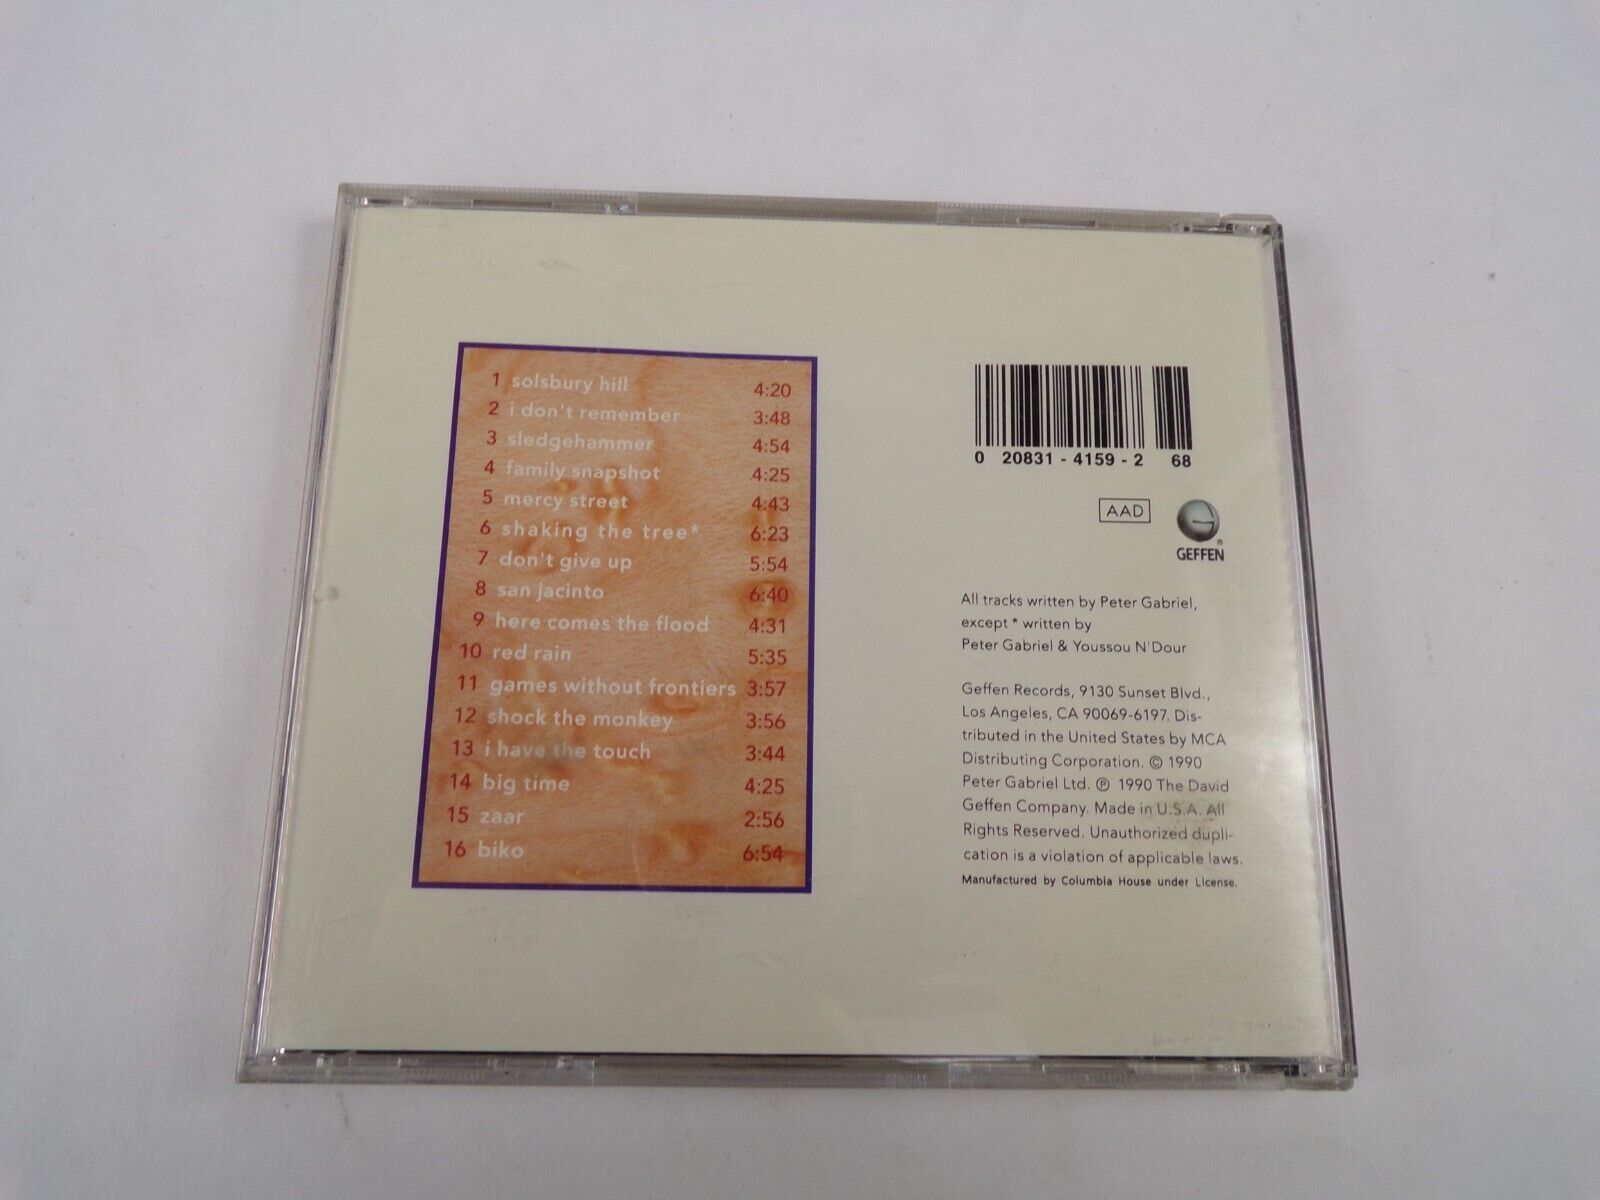 1 solsbury hill 4:20
2 i don't remember 3:48
3 sledgehammer 4:54
4 family snapshot 4:25
5 mercy street 4:43
6 shaking the tree* 6:23
7 don't give up 5:54
8 san jacinto 6:40
9 here comes the flood 4:31
10 red rain 5:35
11 games without frontiers 3:57
12 shock the monkey 3:56
13 i have the touch 3:44
14 big time 4:25
15 zaar 2:56
16 biko 6:54
0 20831-4159-2 68
AAD
G
®
GEFFEN
All tracks written by Peter Gabriel,
except * written by
Peter Gabriel & Youssou N'Dour
Geffen Records, 9130 Sunset Blvd.,
Los Angeles, CA 90069-6197. Dis-
tributed in the United States by MCA
Distributing Corporation. © 1990
Peter Gabriel Ltd. ℗ 1990 The David
Geffen Company. Made in U.S.A. All
Rights Reserved. Unauthorized dupli-
cation is a violation of applicable laws.
Manufactured by Columbia House under License.